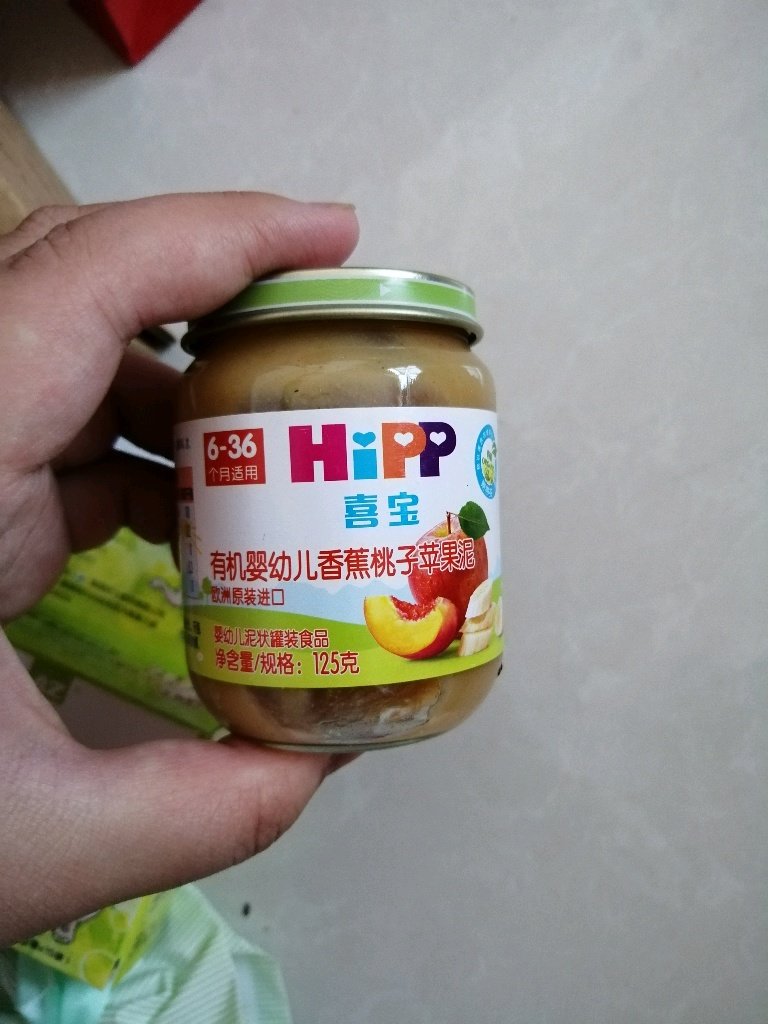 6-36
个月适用
HiPP
喜宝
有机婴幼儿香蕉桃子苹果泥
欧洲原装进口
婴幼儿泥状罐装食品
净含量/规格：125克